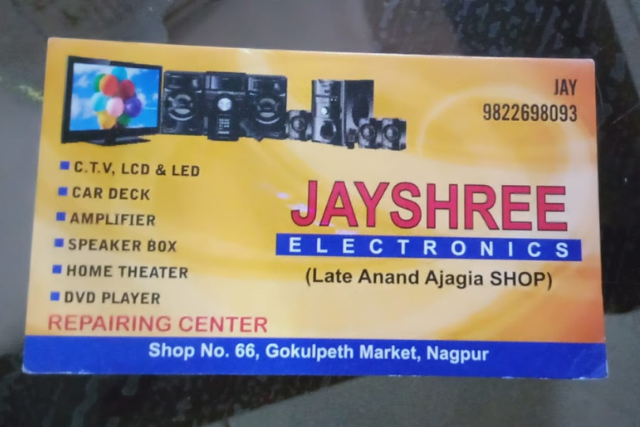 JAY
9822698093
C.T.V, LCD & LED
CAR DECK
AMPLIFIER
SPEAKER BOX
HOME THEATER
DVD PLAYER
REPAIRING CENTER
JAYSHREE
ELECTRONICS
(Late Anand Ajagia SHOP)
Shop No. 66, Gokulpeth Market, Nagpur